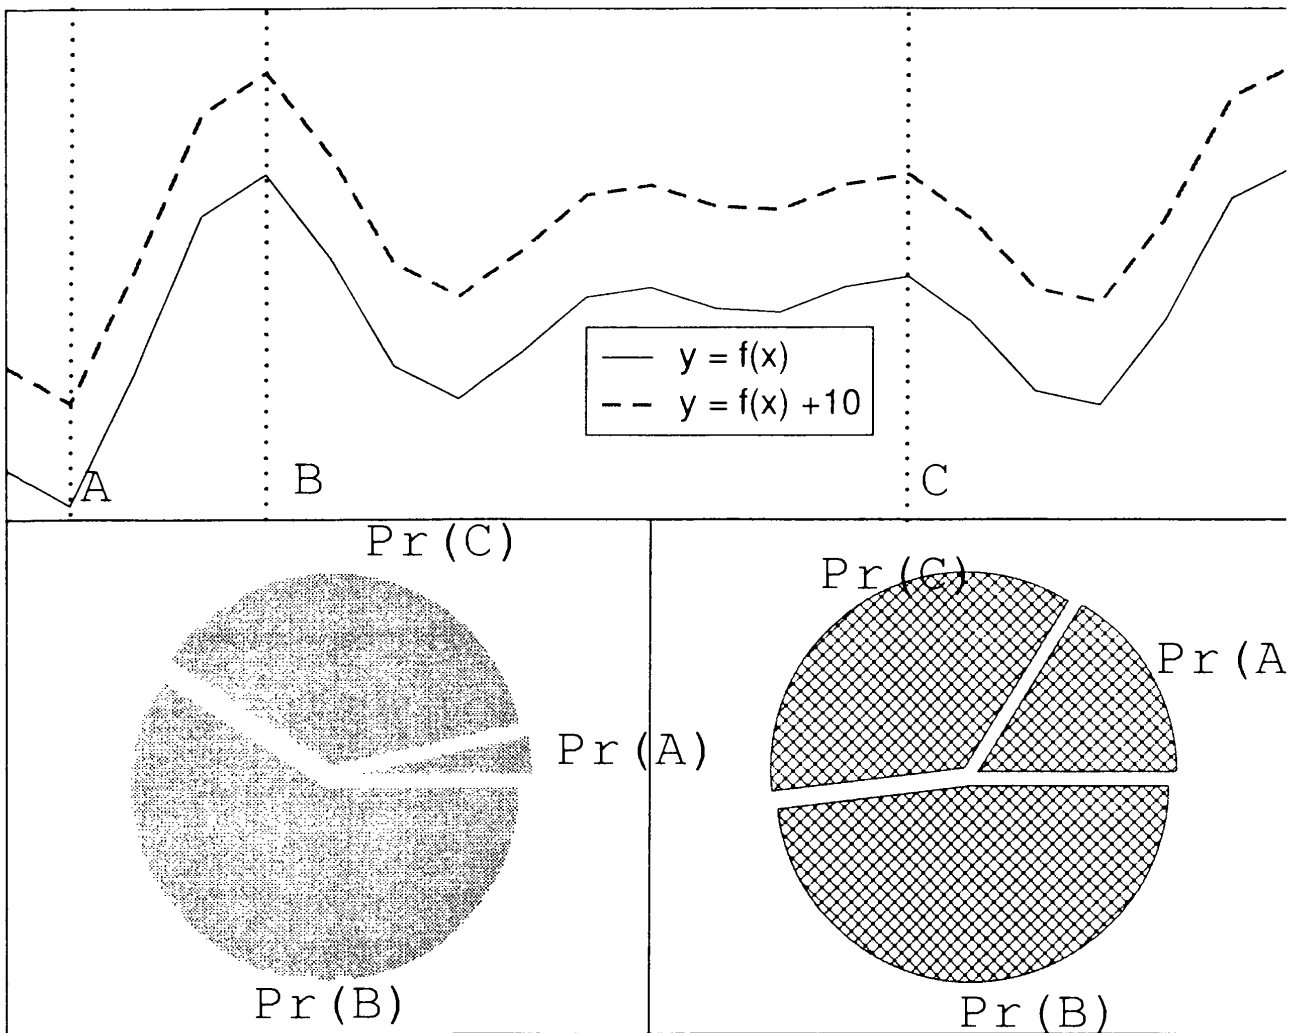 y = f(x)
y = f(x) +10
A
B
C
Pr(C)
Pr(A)
Pr(B)
Pr(C)
Pr(A
Pr(B)